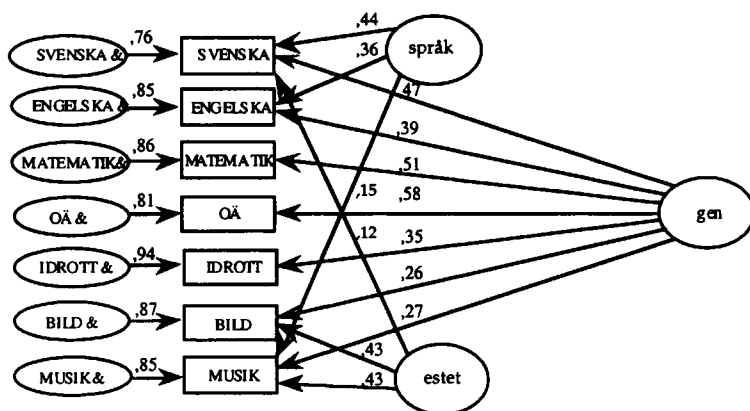 ,44
,76
SVENSKA &
SVENSKA
språk
,36
,85
ENGELSKA &
ENGELSKA
,47
,39
,86
MATEMATIK&
MATEMATIK
,51
,15
,58
,81
OÄ &
OÄ
gen
,12
,35
,94
IDROTT &
IDROTT
,26
,87
BILD &
BILD
,27
,43
,85
MUSIK &
MUSIK
,43
estet